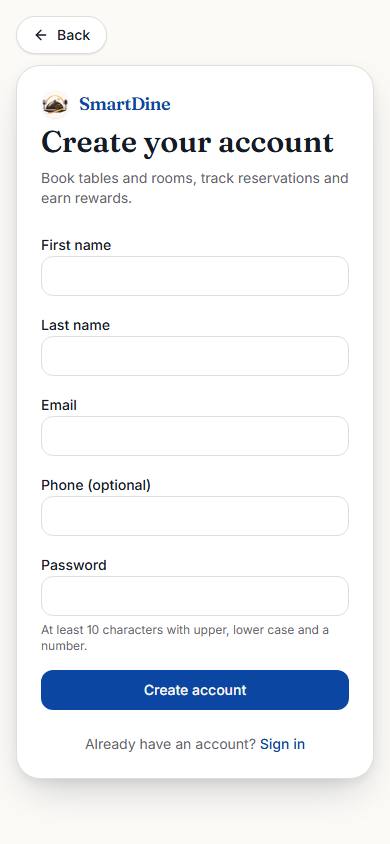 Back
SmartDine
Create your account
Book tables and rooms, track reservations and
earn rewards.
First name
Last name
Email
Phone (optional)
Password
At least 10 characters with upper, lower case and a
number.
Create account
Already have an account? Sign in